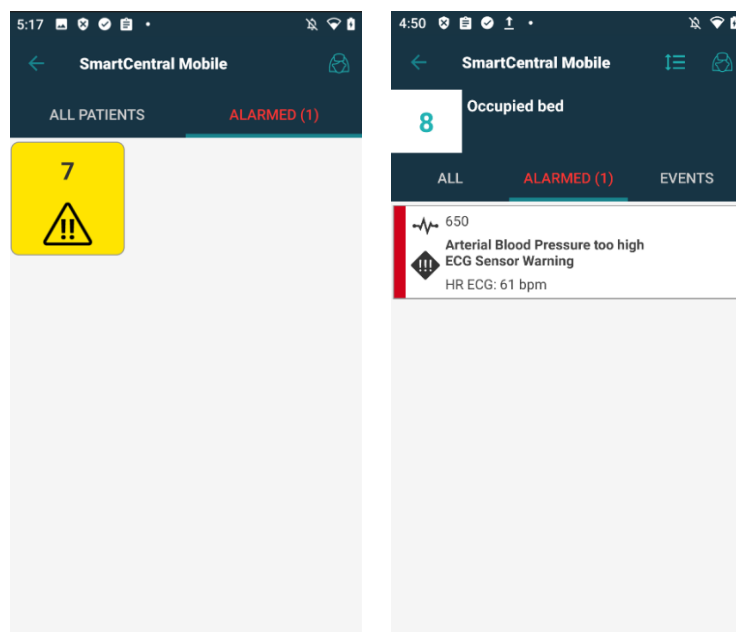 5:17
SmartCentral Mobile
ALL PATIENTS ALARMED (1)
7
!!
4:50
SmartCentral Mobile
8 Occupied bed
ALL ALARMED (1) EVENTS
650
Arterial Blood Pressure too high
!!! ECG Sensor Warning
HR ECG: 61 bpm